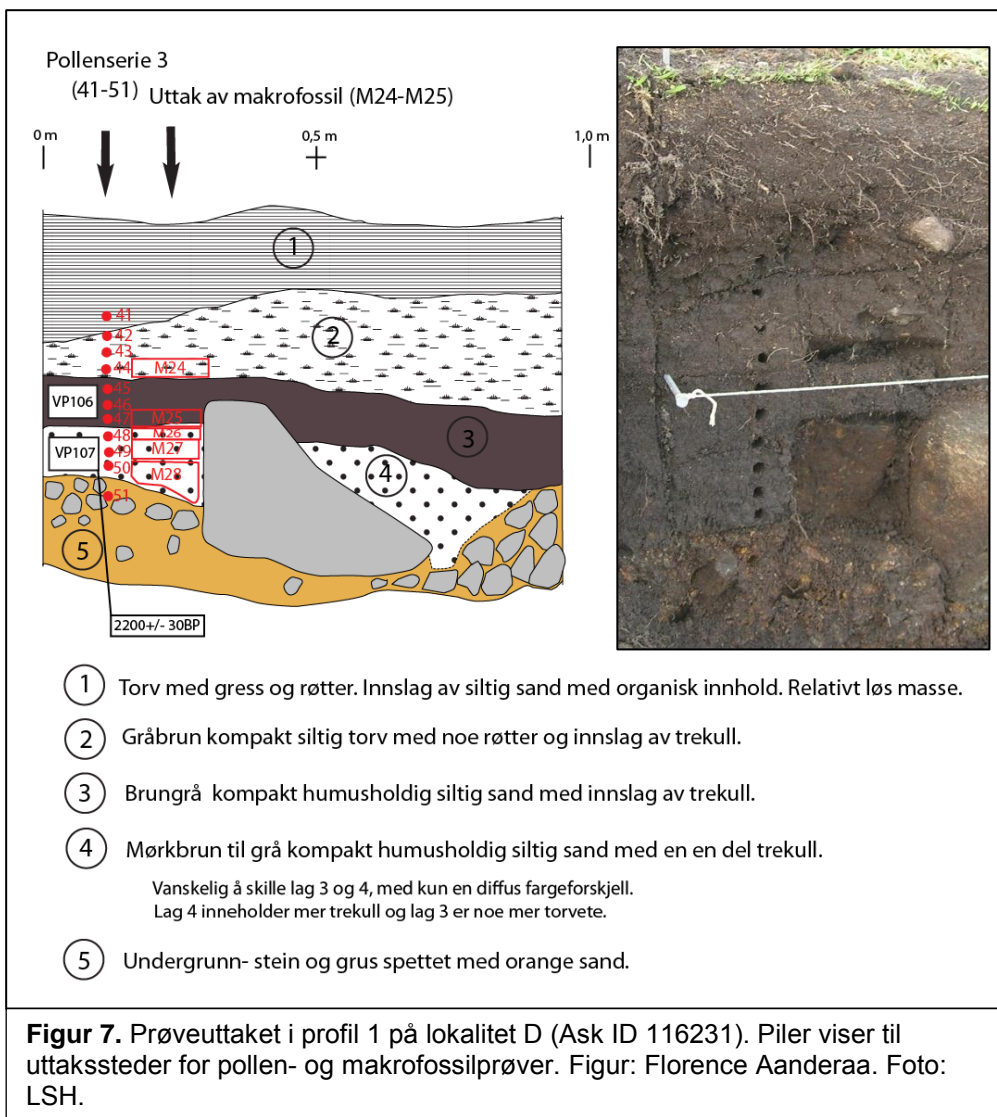 Pollenserie 3
(41-51) Uttak av makrofossil (M24-M25)
0 m
0,5 m
1,0 m
1
2
41
42
43
44
M24
VP106
45
46
47
M25
3
48
M26
VP107
49
M27
50
M28
4
51
5
2200+/- 30BP
1 Torv med gress og røtter. Innslag av siltig sand med organisk innhold. Relativt løs masse.
2 Gråbrun kompakt siltig torv med noe røtter og innslag av trekull.
3 Brungrå kompakt humusholdig siltig sand med innslag av trekull.
4 Mørkbrun til grå kompakt humusholdig siltig sand med en en del trekull.
Vanskelig å skille lag 3 og 4, med kun en diffus fargeforskjell.
Lag 4 inneholder mer trekull og lag 3 er noe mer torvete.
5 Undergrunn- stein og grus spettet med orange sand.
Figur 7. Prøveuttaket i profil 1 på lokalitet D (Ask ID 116231). Piler viser til
uttakssteder for pollen- og makrofossilprøver. Figur: Florence Aanderaa. Foto:
LSH.